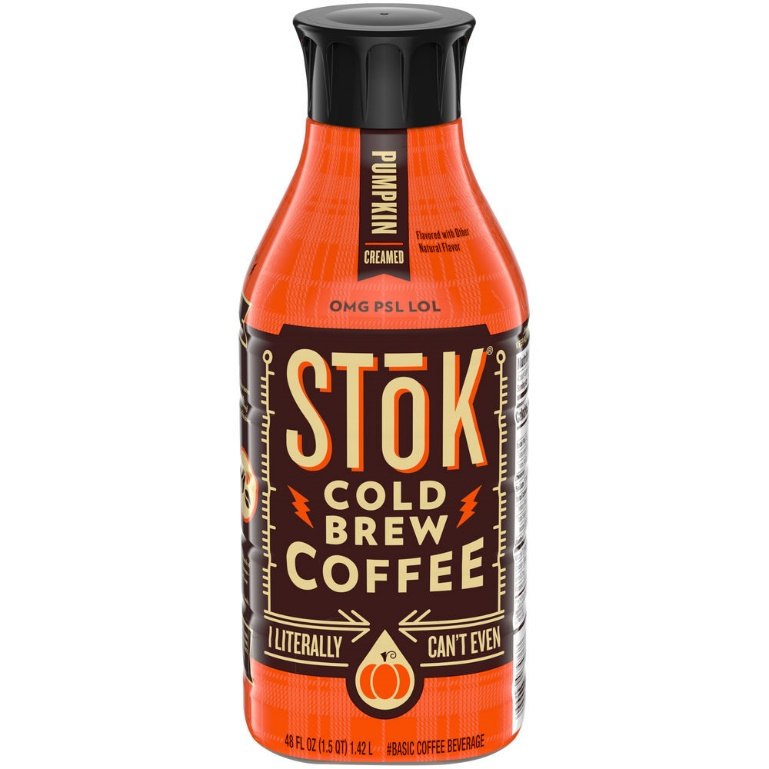 PUMPKIN
CREAMED
Flavored with Other
Natural Flavor
OMG PSL LOL
STōK®
COLD
BREW
COFFEE
I LITERALLY CAN'T EVEN
48 FL OZ (1.5 QT) 1.42 L #BASIC COFFEE BEVERAGE